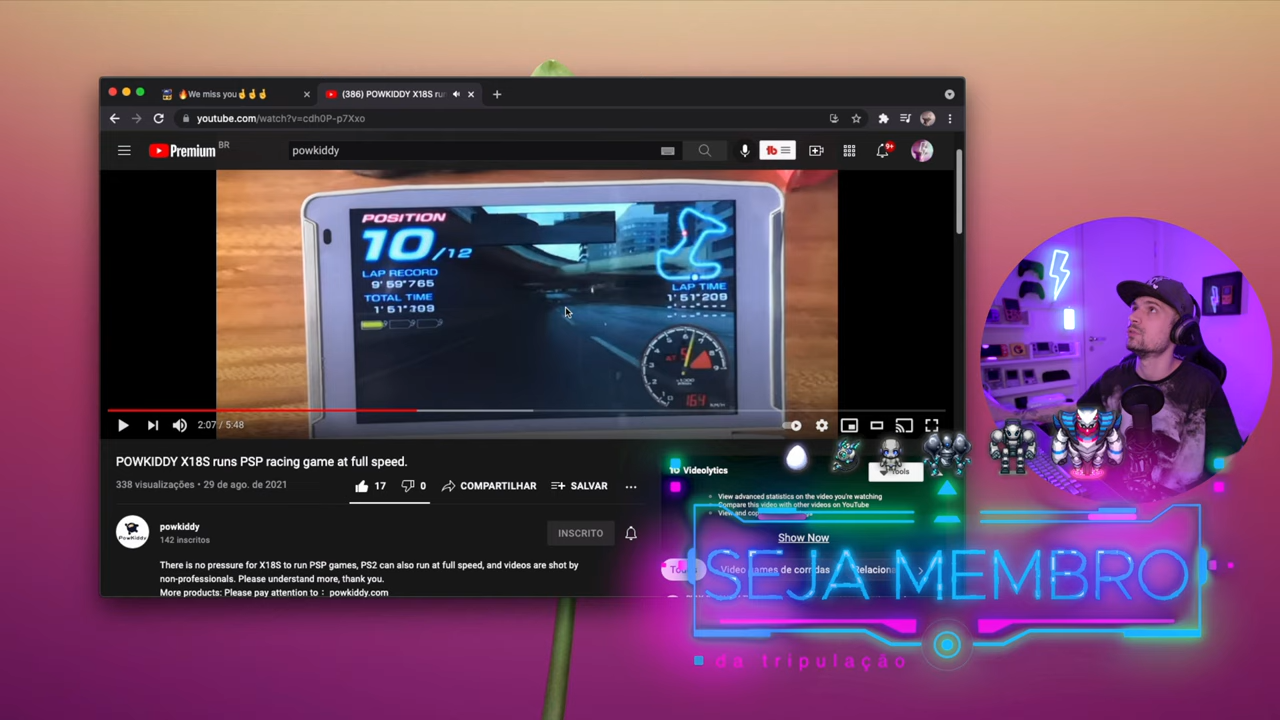 🔥We miss you🤞🤞🤞
(386) POWKIDDY X18S ru
youtube.com/watch?v=cdh0P-p7Xxo
Premium BR
powkiddy
9+
POSITION
10/12
LAP RECORD
9'59"765
TOTAL TIME
1'51"209
LAP TIME
1'51"209
164
2:07 / 5:48
POWKIDDY X18S runs PSP racing game at full speed.
338 visualizações • 29 de ago. de 2021
17
0
COMPARTILHAR
SALVAR
powkiddy
142 inscritos
INSCRITO
There is no pressure for X18S to run PSP games, PS2 can also run at full speed, and videos are shot by
non-professionals. Please understand more, thank you.
More products: Please pay attention to： powkiddy.com
Videolytics
Tools
View advanced statistics on the video you're watching
Compare this video with other videos on YouTube
Show Now
Video games de corridas
SEJA MEMBRO
da tripulação